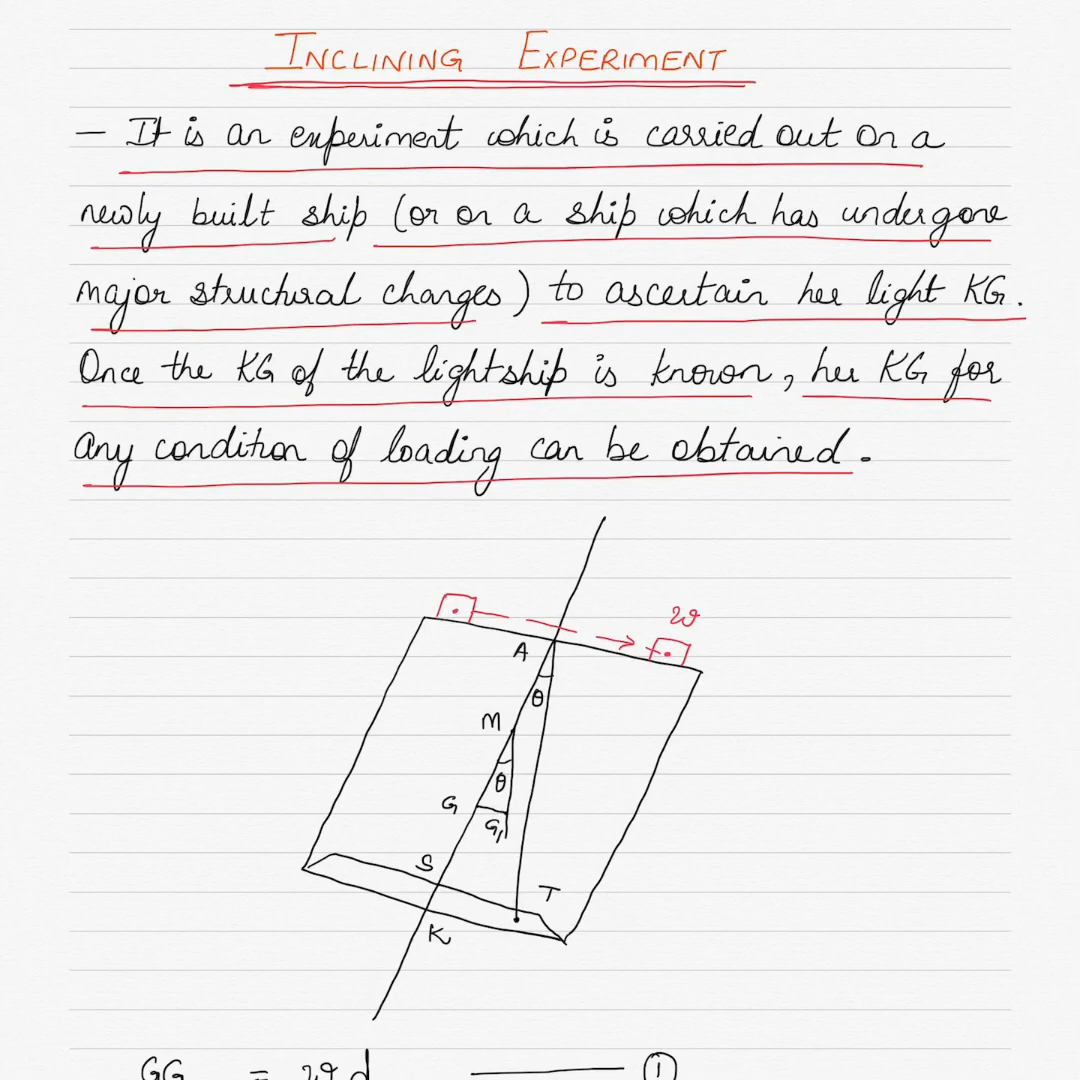 INCLINING EXPERIMENT
— It is an experiment which is carried out on a
newly built ship (or on a ship which has undergone
major structural changes) to ascertain her light KG.
Once the KG of the lightship is known, her KG for
any condition of loading can be obtained.
w
A
θ
M
θ
G
G₁
S
T
K
GG = w d ——— ①